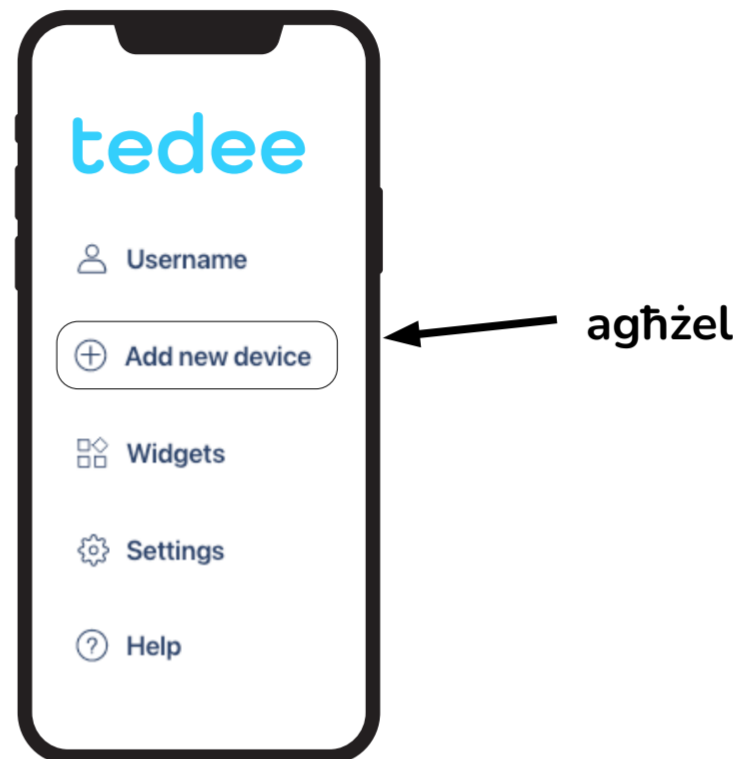 tedee
Username
Add new device
agħżel
Widgets
Settings
Help